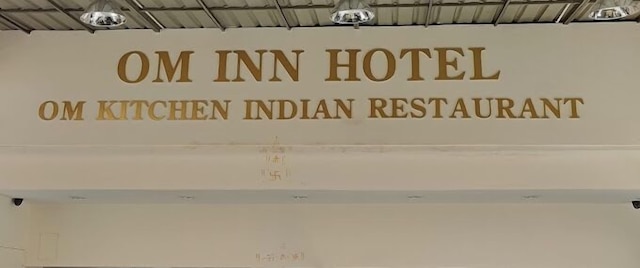 OM INN HOTEL
OM KITCHEN INDIAN RESTAURANT